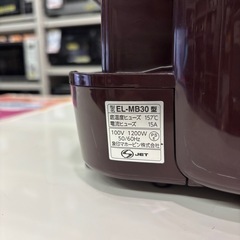 EL-MB30 型
温度ヒューズ 157℃
電流ヒューズ 15A
100V 1200W
50/60Hz
象印マホービン株式会社
JET